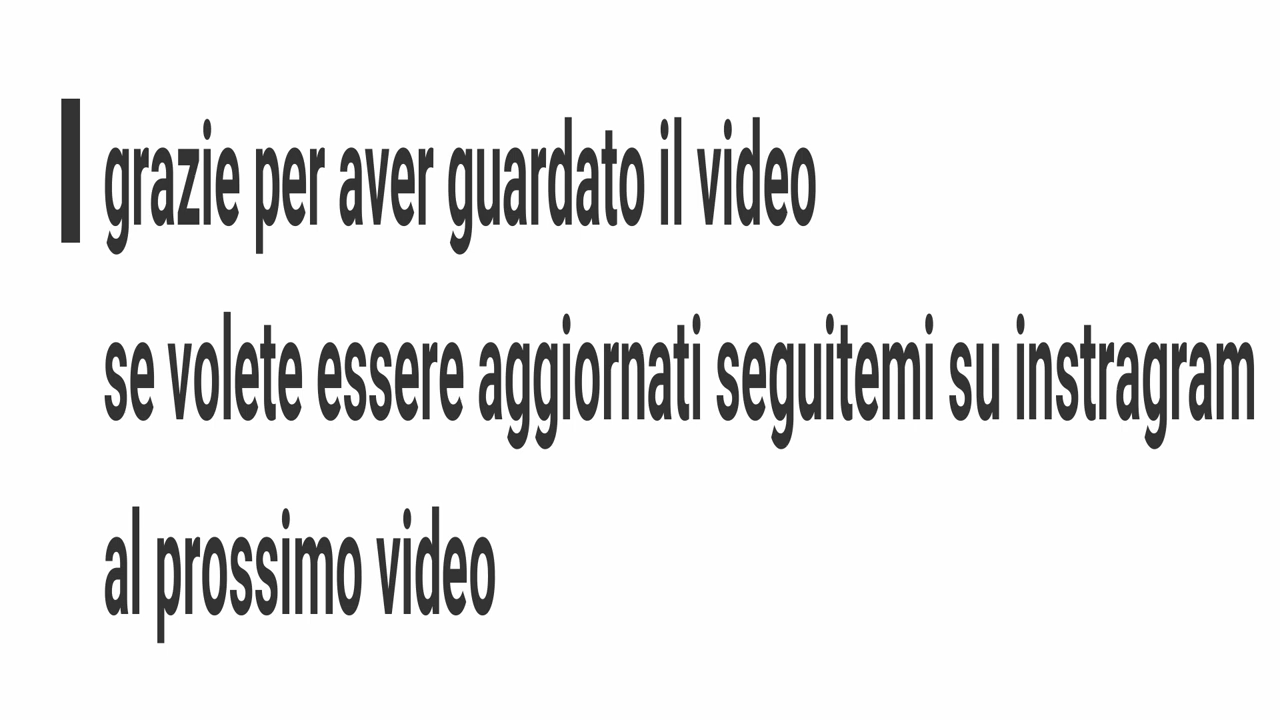 grazie per aver guardato il video
se volete essere aggiornati seguitemi su instragram
al prossimo video